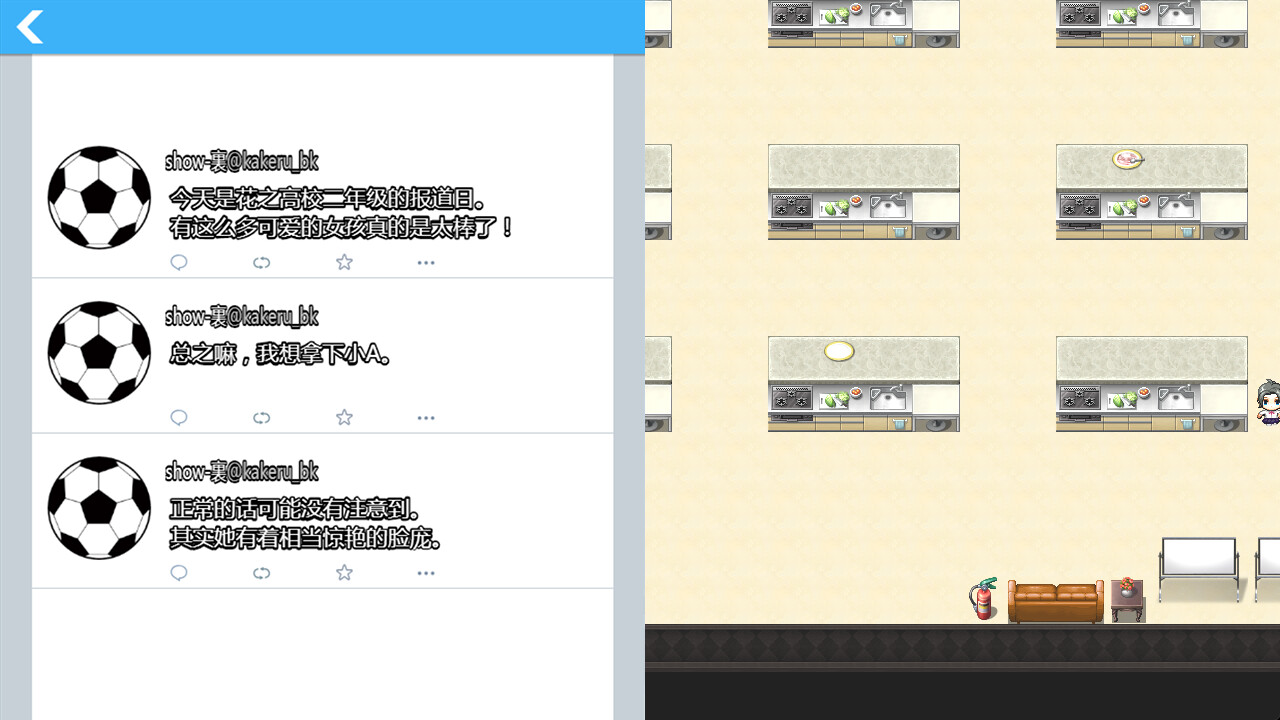 show-裏@kakeru_bk
今天是花之高校二年级的报道日。
有这么多可爱的女孩真的是太棒了！
show-裏@kakeru_bk
总之嘛，我想拿下小A。
show-裏@kakeru_bk
正常的话可能没有注意到。
其实她有着相当惊艳的脸庞。